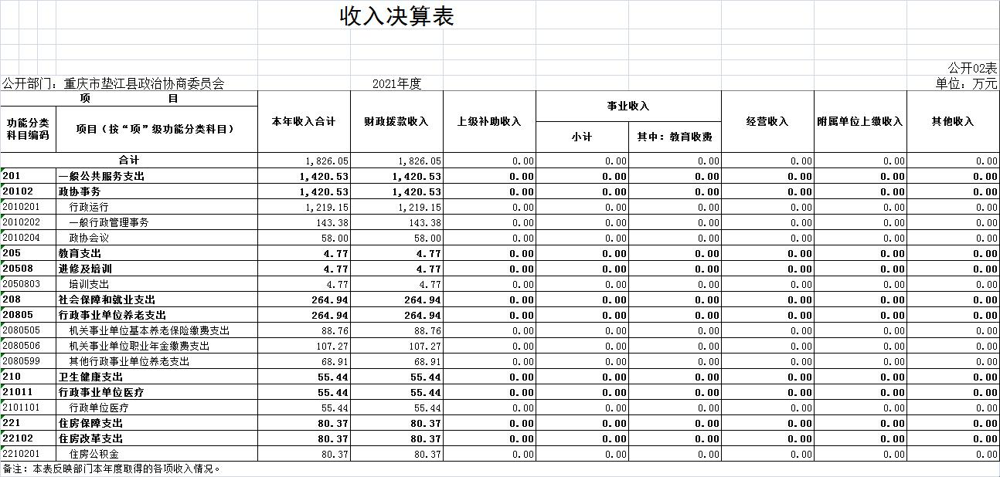 收入决算表
公开02表
公开部门：重庆市垫江县政治协商委员会 2021年度 单位：万元
项 目 本年收入合计 财政拨款收入 上级补助收入 事业收入 经营收入 附属单位上缴收入 其他收入
功能分类科目编码 项目（按“项”级功能分类科目） 小计 其中：教育收费
合计 1,826.05 1,826.05 0.00 0.00 0.00 0.00 0.00 0.00
201 一般公共服务支出 1,420.53 1,420.53 0.00 0.00 0.00 0.00 0.00 0.00
20102 政协事务 1,420.53 1,420.53 0.00 0.00 0.00 0.00 0.00 0.00
2010201 行政运行 1,219.15 1,219.15 0.00 0.00 0.00 0.00 0.00 0.00
2010202 一般行政管理事务 143.38 143.38 0.00 0.00 0.00 0.00 0.00 0.00
2010204 政协会议 58.00 58.00 0.00 0.00 0.00 0.00 0.00 0.00
205 教育支出 4.77 4.77 0.00 0.00 0.00 0.00 0.00 0.00
20508 进修及培训 4.77 4.77 0.00 0.00 0.00 0.00 0.00 0.00
2050803 培训支出 4.77 4.77 0.00 0.00 0.00 0.00 0.00 0.00
208 社会保障和就业支出 264.94 264.94 0.00 0.00 0.00 0.00 0.00 0.00
20805 行政事业单位养老支出 264.94 264.94 0.00 0.00 0.00 0.00 0.00 0.00
2080505 机关事业单位基本养老保险缴费支出 88.76 88.76 0.00 0.00 0.00 0.00 0.00 0.00
2080506 机关事业单位职业年金缴费支出 107.27 107.27 0.00 0.00 0.00 0.00 0.00 0.00
2080599 其他行政事业单位养老支出 68.91 68.91 0.00 0.00 0.00 0.00 0.00 0.00
210 卫生健康支出 55.44 55.44 0.00 0.00 0.00 0.00 0.00 0.00
21011 行政事业单位医疗 55.44 55.44 0.00 0.00 0.00 0.00 0.00 0.00
2101101 行政单位医疗 55.44 55.44 0.00 0.00 0.00 0.00 0.00 0.00
221 住房保障支出 80.37 80.37 0.00 0.00 0.00 0.00 0.00 0.00
22102 住房改革支出 80.37 80.37 0.00 0.00 0.00 0.00 0.00 0.00
2210201 住房公积金 80.37 80.37 0.00 0.00 0.00 0.00 0.00 0.00
备注：本表反映部门本年度取得的各项收入情况。